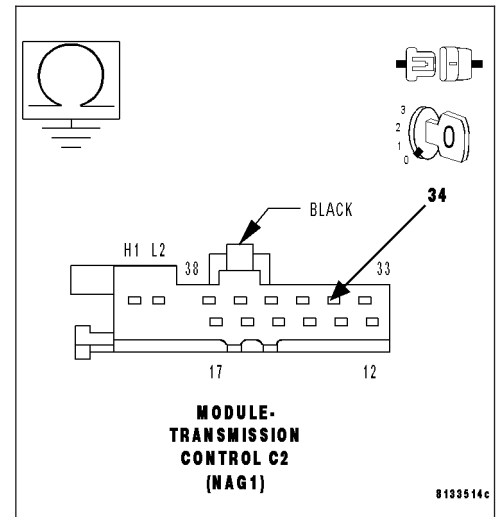 3
2
1
0
34
BLACK
H1 L2
38
33
17
12
MODULE-
TRANSMISSION
CONTROL C2
(NAG1)
8133514c